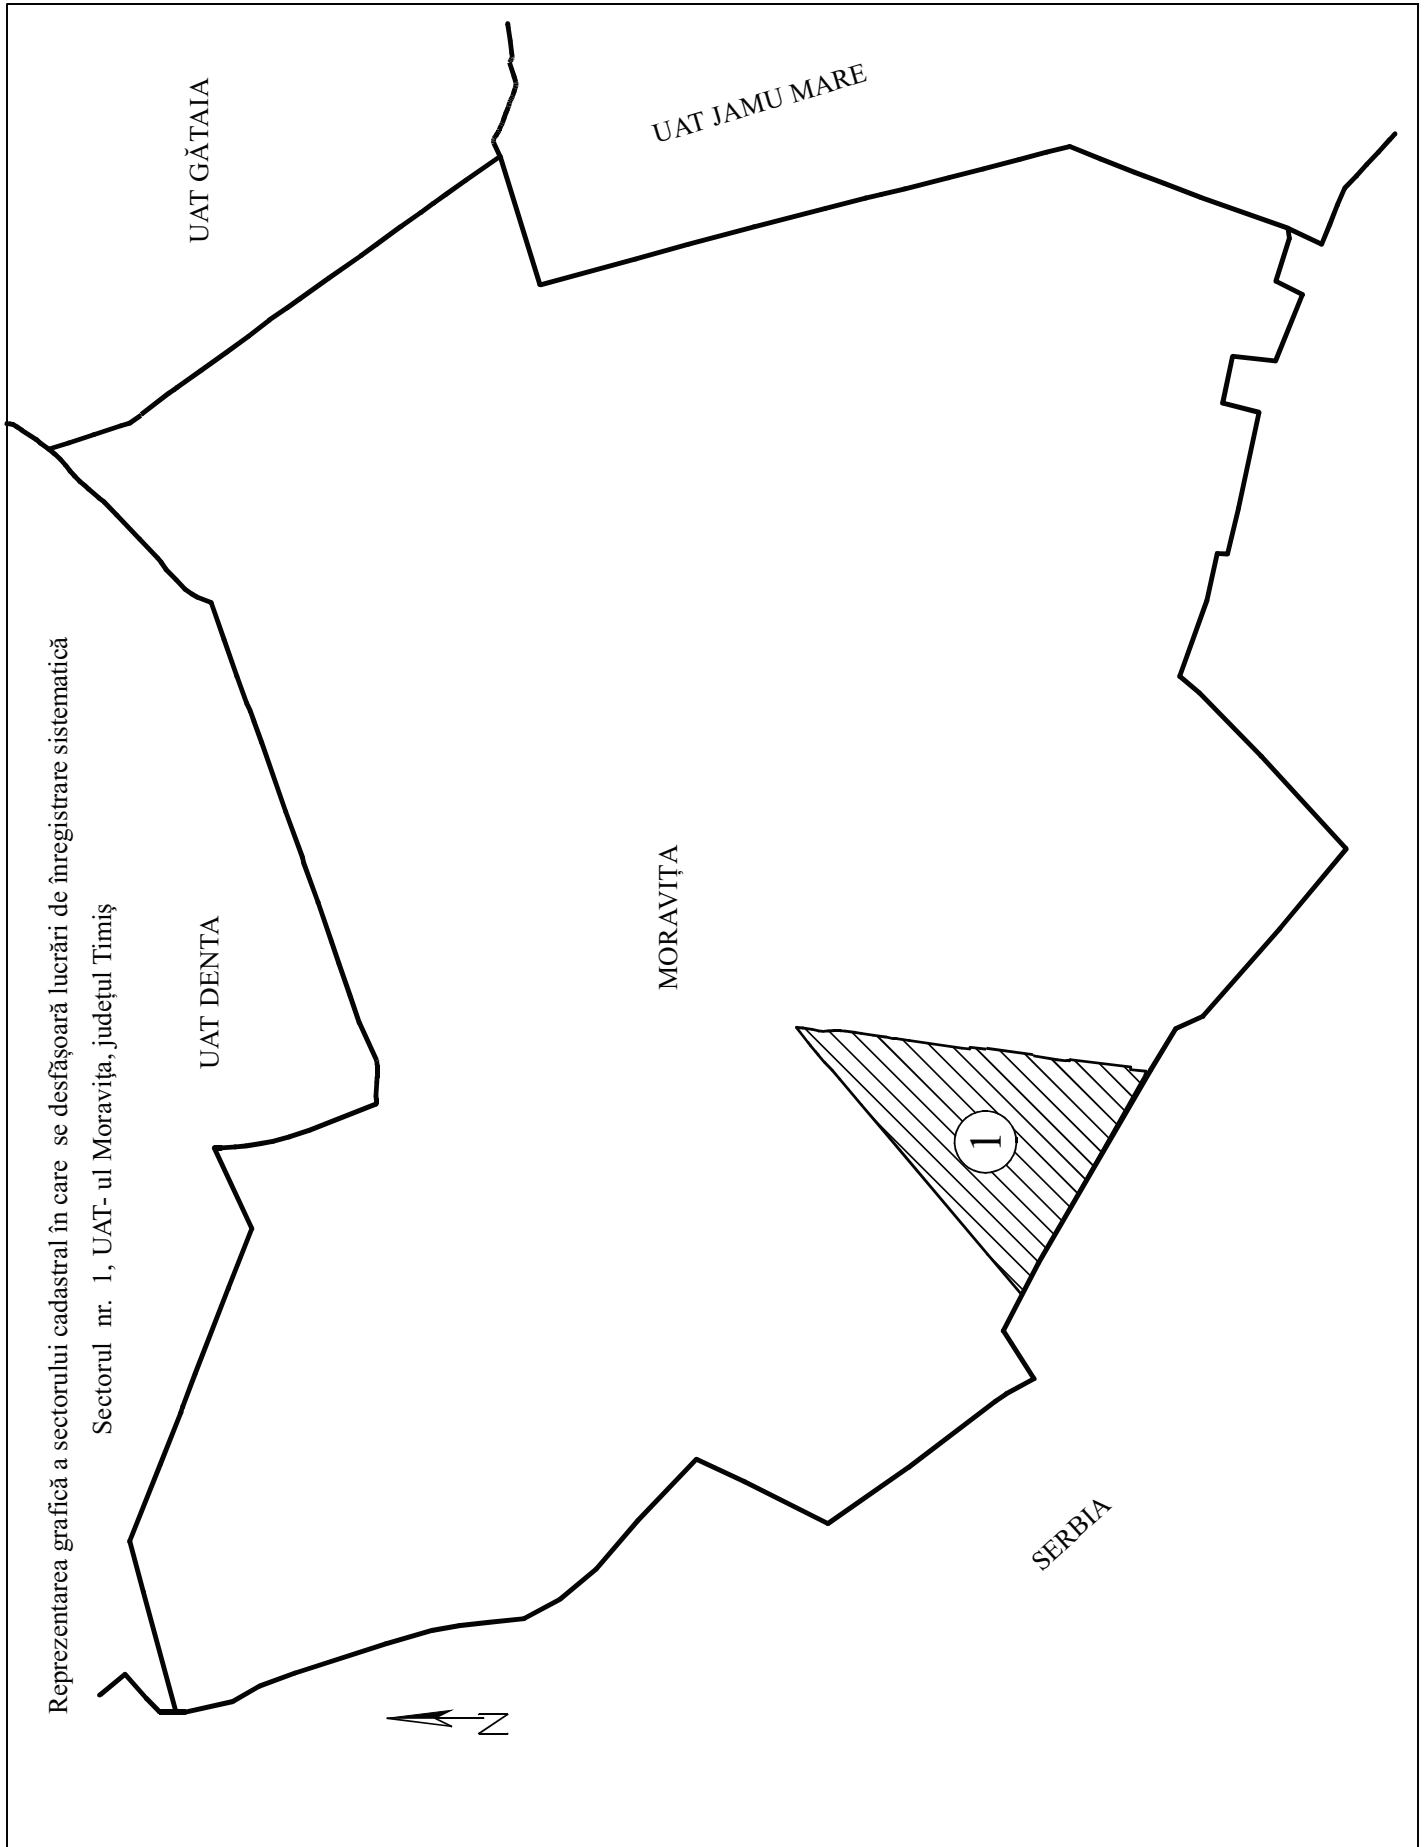 Reprezentarea grafică a sectorului cadastral în care se desfășoară lucrări de înregistrare sistematică
Sectorul nr. 1, UAT- ul Moravița, județul Timiș
UAT GĂTAIA
UAT DENTA
UAT JAMU MARE
MORAVIȚA
1
SERBIA
N